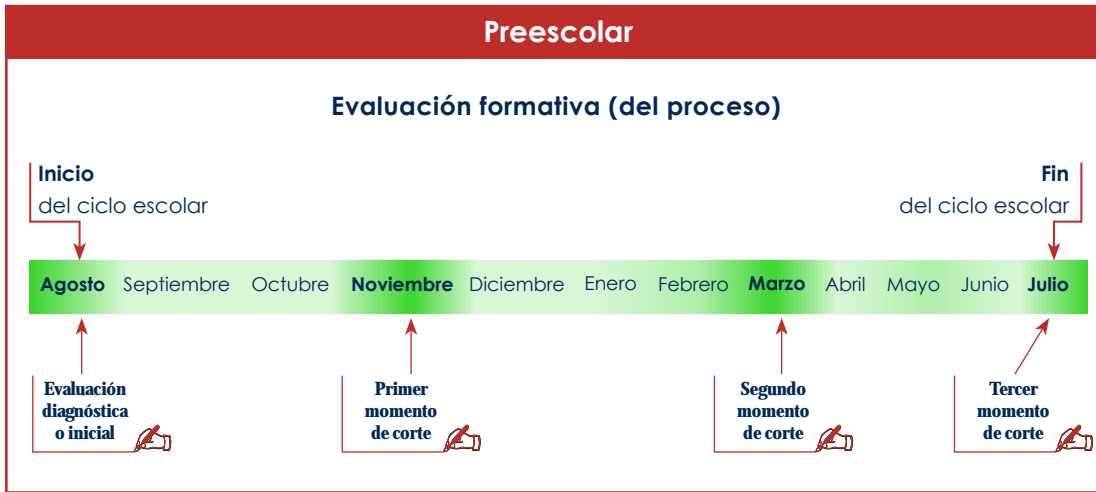 Preescolar
Evaluación formativa (del proceso)
Inicio
del ciclo escolar
Fin
del ciclo escolar
Agosto Septiembre Octubre Noviembre Diciembre Enero Febrero Marzo Abril Mayo Junio Julio
Evaluación
diagnóstica
o inicial
Primer
momento
de corte
Segundo
momento
de corte
Tercer
momento
de corte